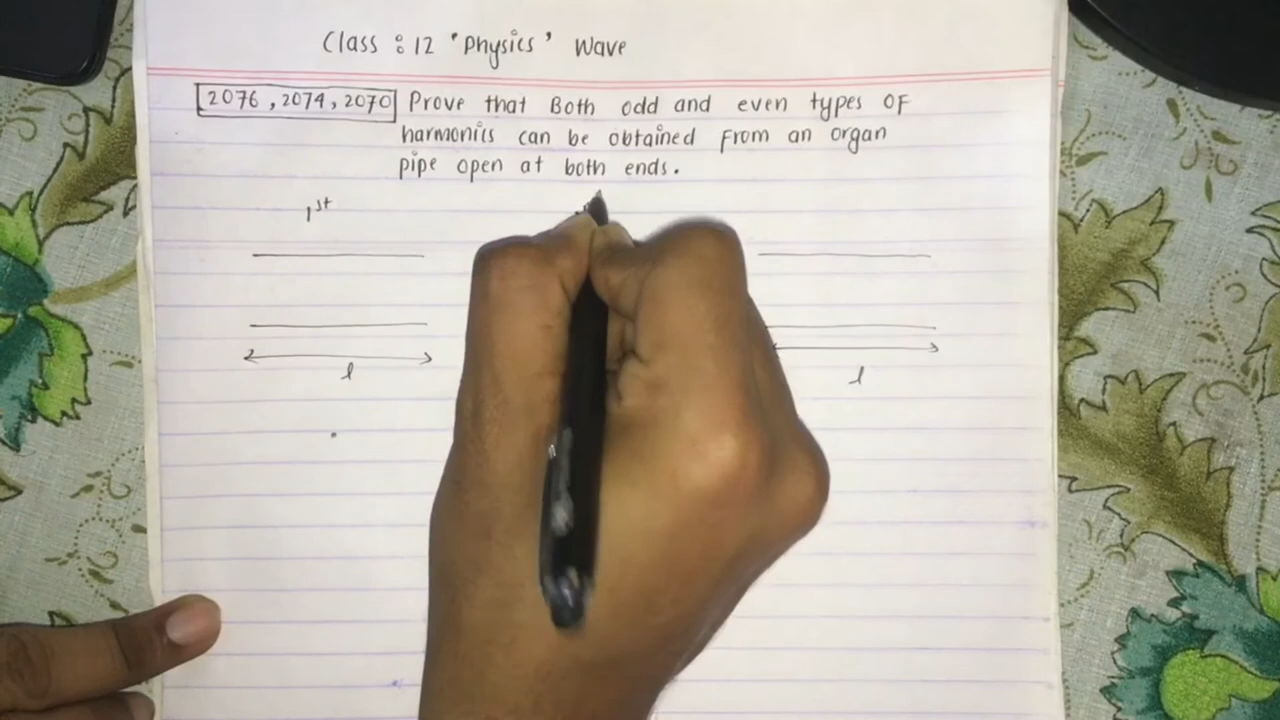 Class : 12 'Physics' Wave
2076, 2074, 2070 Prove that Both odd and even types OF
harmonics can be obtained From an organ
pipe open at both ends.
1st
l l